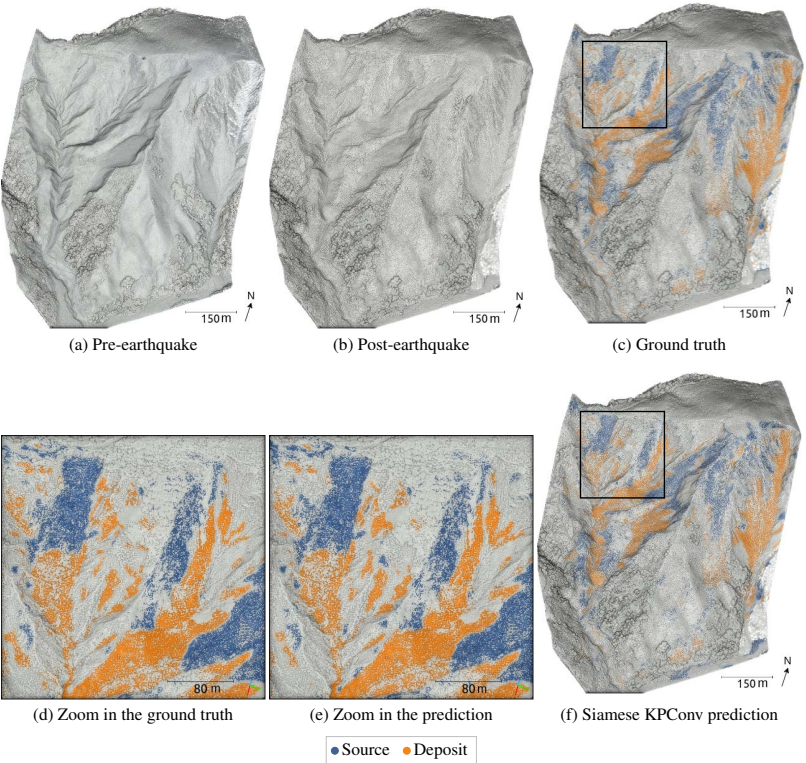 N
150 m
(a) Pre-earthquake
N
150 m
(b) Post-earthquake
N
150 m
(c) Ground truth
80 m
(d) Zoom in the ground truth
80 m
(e) Zoom in the prediction
N
150 m
(f) Siamese KPConv prediction
Source Deposit